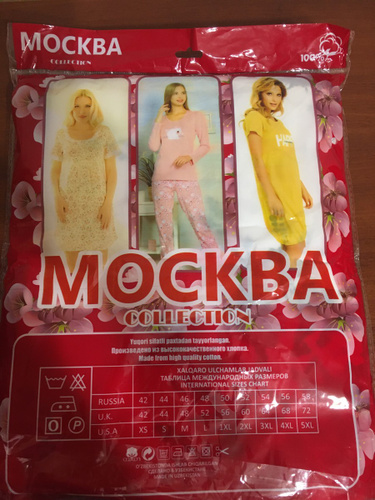 МОСКВА
COLLECTION
100%
МОСКВА
COLLECTION
Yuqori sifatli paxtadan tayyorlangan.
Произведено из высококачественного хлопка.
Made from high quality cotton.
XALQARO ULCHAMLAR JADVALI
ТАБЛИЦА МЕЖДУНАРОДНЫХ РАЗМЕРОВ
INTERNATIONAL SIZES CHART
RUSSIA 42 44 46 48 50 52 54 56 58
U.K. 42 44 48 52 56 60 64 68 72
U.S.A XS S M L 1XL 2XL 3XL 4XL 5XL
O P